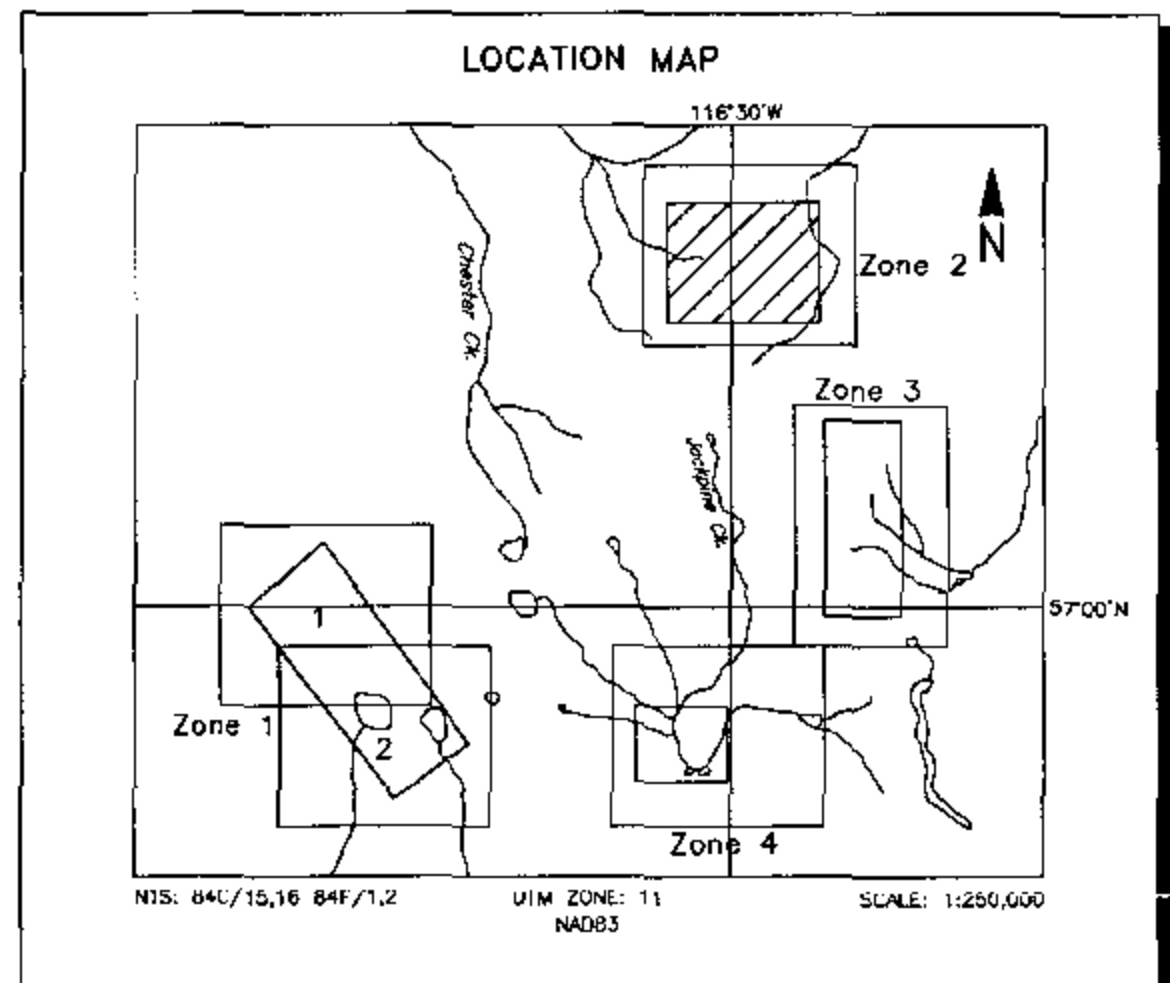 LOCATION MAP
116°30'W
Chester Ck.
N
Zone 2
Zone 3
Jackpine Ck.
1
57°00'N
Zone 1
2
Zone 4
NTS: 84C/15,16 84F/1,2
UTM ZONE: 11
SCALE: 1:250,000
NAD83